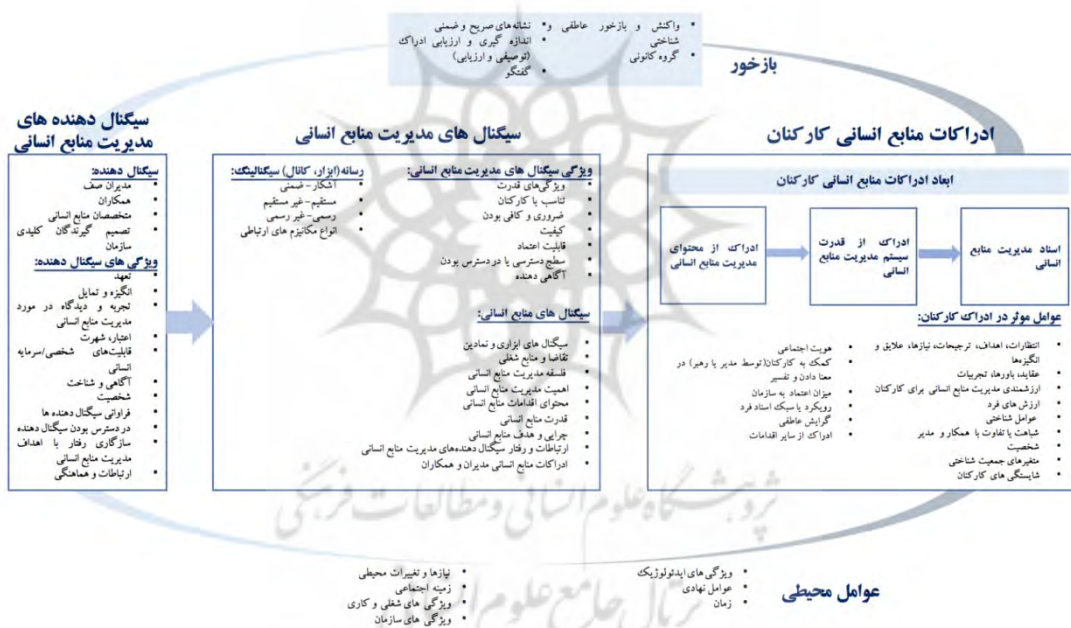 واکنش و بازخور عاطفی و
شناختی
گروه کانونی
نشانه‌های صریح و ضمنی
اندازه گیری و ارزیابی ادراک
(توصیفی و ارزیابی)
گفتگو
بازخور
ادراکات منابع انسانی کارکنان
ابعاد ادراکات منابع انسانی کارکنان
اسناد مدیریت منابع
انسانی
ادراک از قدرت
سیستم مدیریت منابع
انسانی
ادراک از محتوای
مدیریت منابع انسانی
عوامل موثر در ادراک کارکنان:
انتظارات، اهداف، ترجیحات، نیازها، علایق و
انگیزه‌ها
عقاید، باورها، تجربیات
ارزشمندی مدیریت منابع انسانی برای کارکنان
ارزش های فرد
عوامل شناختی
شباهت یا تفاوت با همکار و مدیر
شخصیت
متغیرهای جمعیت شناختی
شایستگی های کارکنان
هویت اجتماعی
کمک به کارکنان(توسط مدیر یا رهبر) در
معنا دادن و تفسیر
میزان اعتماد به سازمان
رویکرد یا سبک اسناد فرد
گرایش عاطفی
ادراک از سایر اقدامات
سیگنال های مدیریت منابع انسانی
ویژگی سیگنال های مدیریت منابع انسانی:
ویژگی‌های قدرت
تناسب با کارکنان
ضروری و کافی بودن
کیفیت
قابلیت اعتماد
سطح دسترسی یا در دسترس بودن
آگاهی دهنده
رسانه(ابزار، کانال) سیگنالینگ:
آشکار- ضمنی
مستقیم- غیر مستقیم
رسمی- غیر رسمی
انواع مکانیزم های ارتباطی
سیگنال های منابع انسانی:
سیگنال های ابزاری و نمادین
تقاضا و منابع شغلی
فلسفه مدیریت منابع انسانی
اهمیت مدیریت منابع انسانی
محتوای اقدامات منابع انسانی
قدرت منابع انسانی
چرایی و هدف منابع انسانی
ارتباطات و رفتار سیگنال دهنده‌های مدیریت منابع انسانی
ادراکات منابع انسانی مدیران و همکاران
سیگنال دهنده های
مدیریت منابع انسانی
سیگنال دهنده:
مدیران صف
همکاران
متخصصان منابع انسانی
تصمیم گیرندگان کلیدی
سازمان
ویژگی های سیگنال دهنده:
تعهد
انگیزه و تمایل
تجربه و دیدگاه در مورد
مدیریت منابع انسانی
اعتبار، شهرت
قابلیت‌های شخصی/سرمایه
انسانی
آگاهی و شناخت
شخصیت
فراوانی سیگنال دهنده ها
در دسترس بودن سیگنال دهنده
سازگاری رفتار با اهداف
مدیریت منابع انسانی
ارتباطات و هماهنگی
پژوهشگاه علوم انسانی و مطالعات فرهنگی
پرتال جامع علوم انسانی
عوامل محیطی
ویژگی های ایدئولوژیک
عوامل نهادی
زمان
نیازها و تغییرات محیطی
زمینه اجتماعی
ویژگی های شغلی و کاری
ویژگی های سازمان